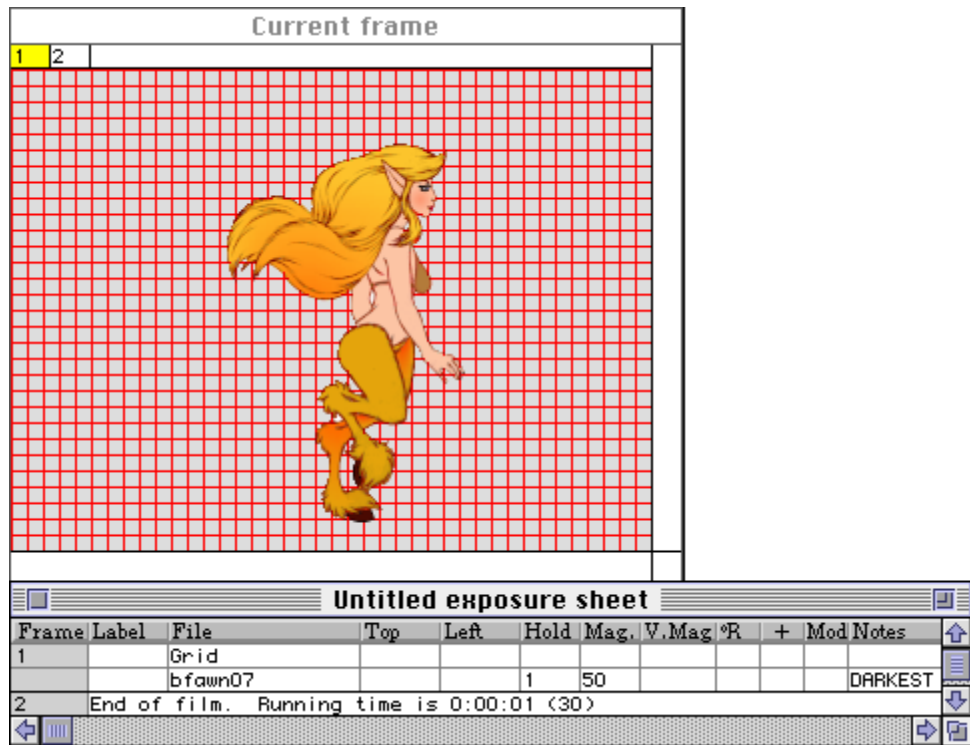 Current frame
1 2
Untitled exposure sheet
Frame Label File Top Left Hold Mag. V.Mag °R + Mod Notes
1 Grid
bfawn07 1 50 DARKEST
2 End of film. Running time is 0:00:01 (30)